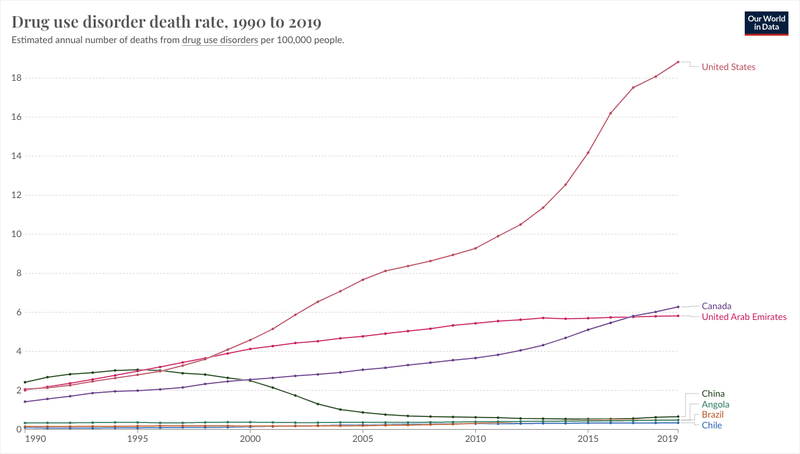 Drug use disorder death rate, 1990 to 2019
Estimated annual number of deaths from drug use disorders per 100,000 people.
Our World
in Data
18
16
14
12
10
8
6
4
2
0
United States
Canada
United Arab Emirates
China
Angola
Brazil
Chile
1990
1995
2000
2005
2010
2015
2019